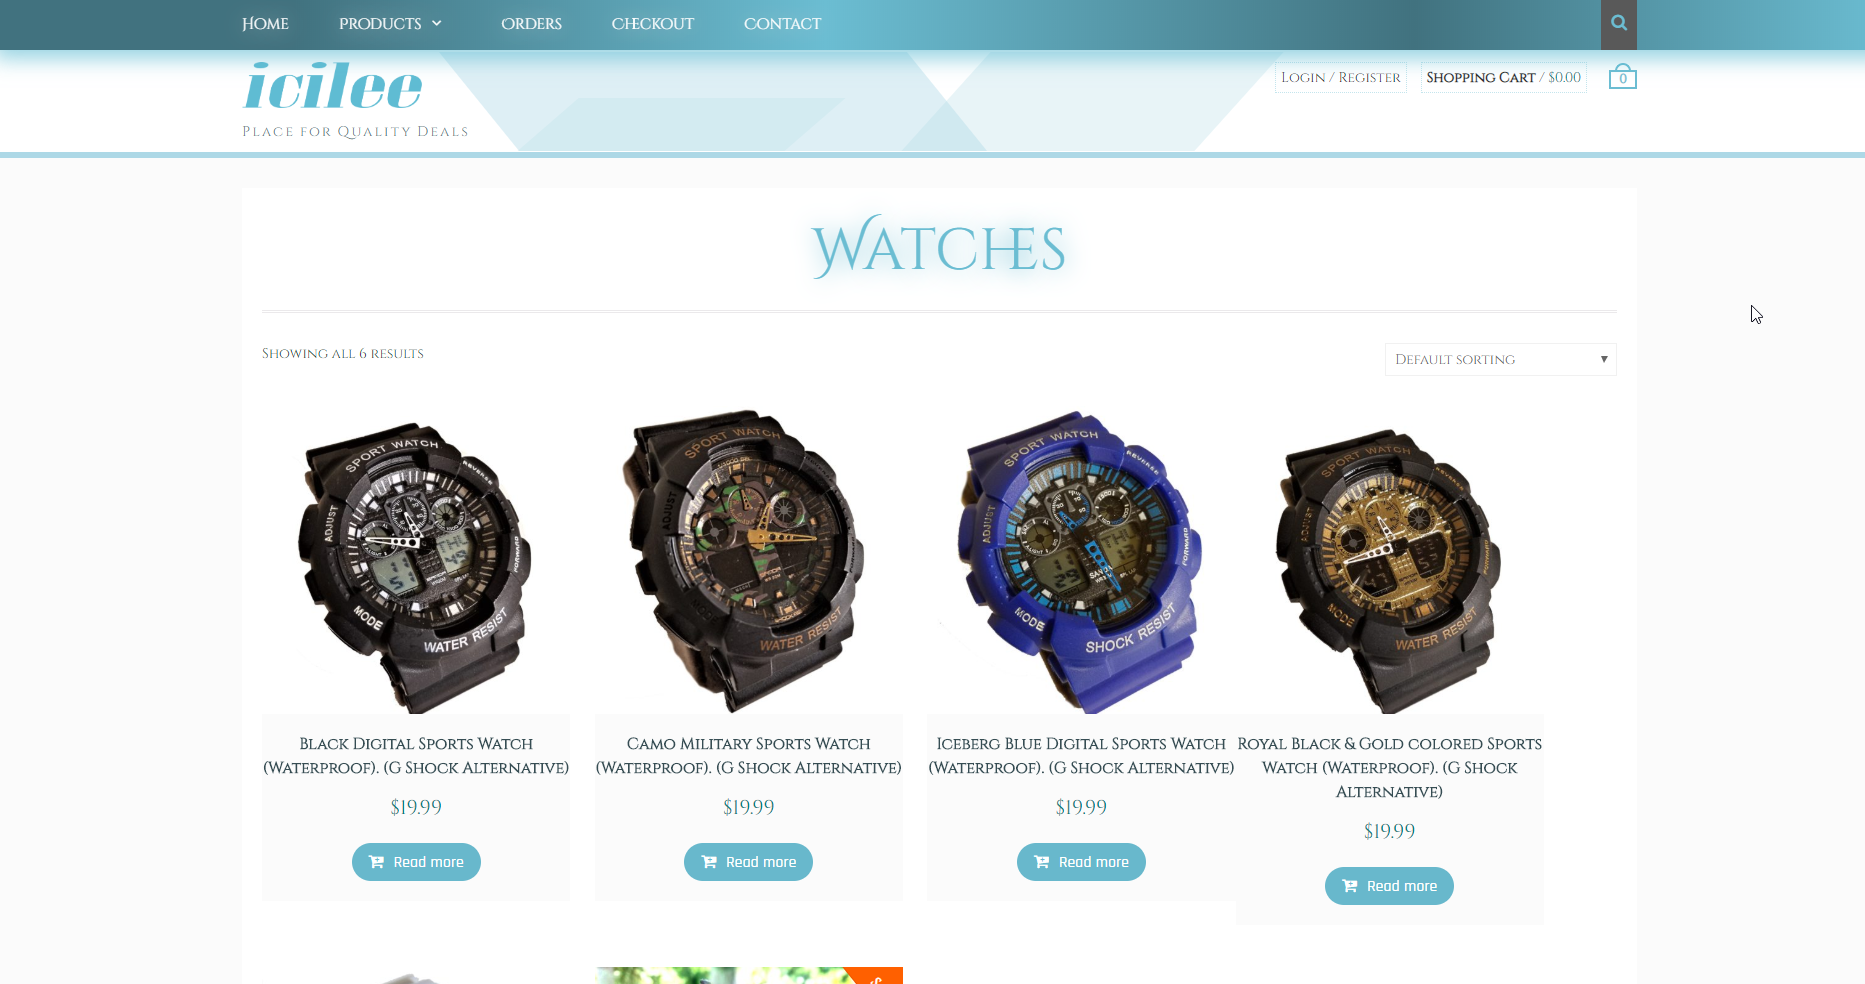 Home
Products
Orders
Checkout
Contact
icilee
Place for Quality Deals
Login / Register
Shopping Cart / $0.00
0
Watches
Showing all 6 results
Default sorting
SPORT WATCH
REVERSE
ADJUST
FORWARD
MODE
WATER RESIST
SPORT WATCH
ADJUST
MODE
WATER RESIST
SPORT WATCH
REVERSE
ADJUST
FORWARD
MODE
SHOCK RESIST
SPORT WATCH
ADJUST
FORWARD
MODE
WATER RESIST
Black Digital Sports Watch
(Waterproof). (G Shock Alternative)
$19.99
Read more
Camo Military Sports Watch
(Waterproof). (G Shock Alternative)
$19.99
Read more
Iceberg Blue Digital Sports Watch
(Waterproof). (G Shock Alternative)
$19.99
Read more
Royal Black & Gold colored Sports
Watch (Waterproof). (G Shock
Alternative)
$19.99
Read more